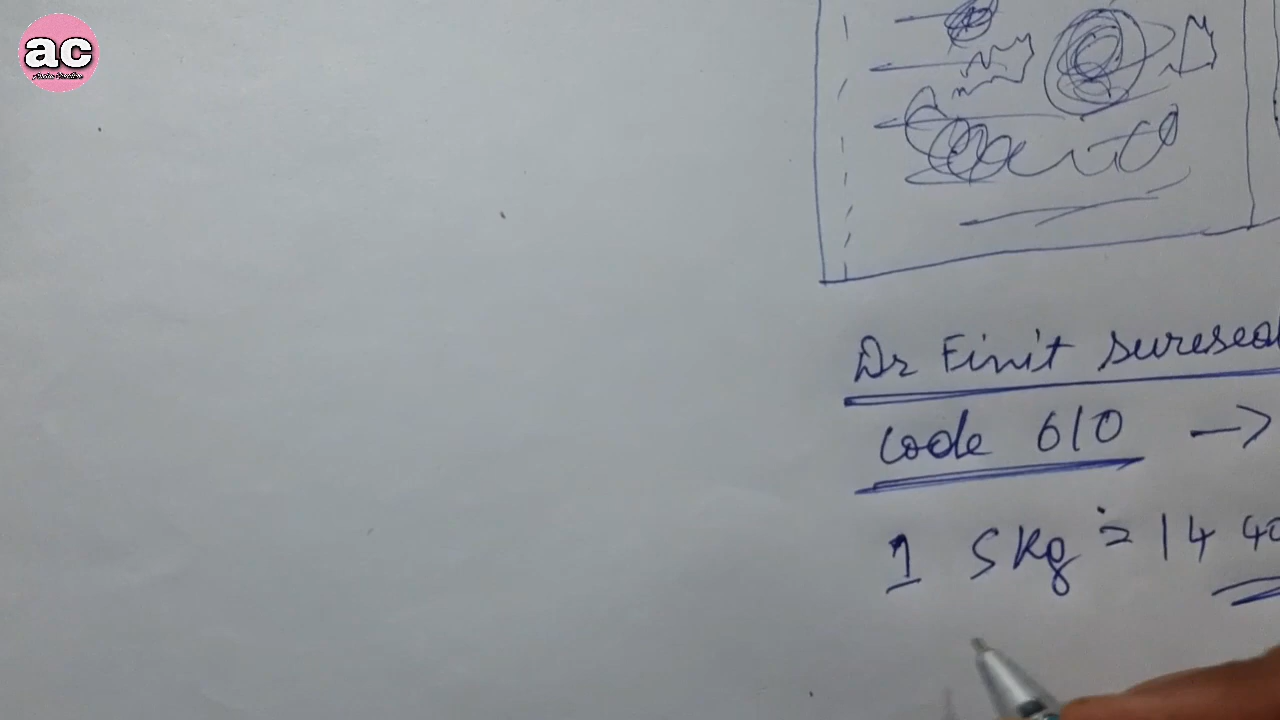 ac
Dr Finit sureseal
code 610 →
1 5kg = 1440